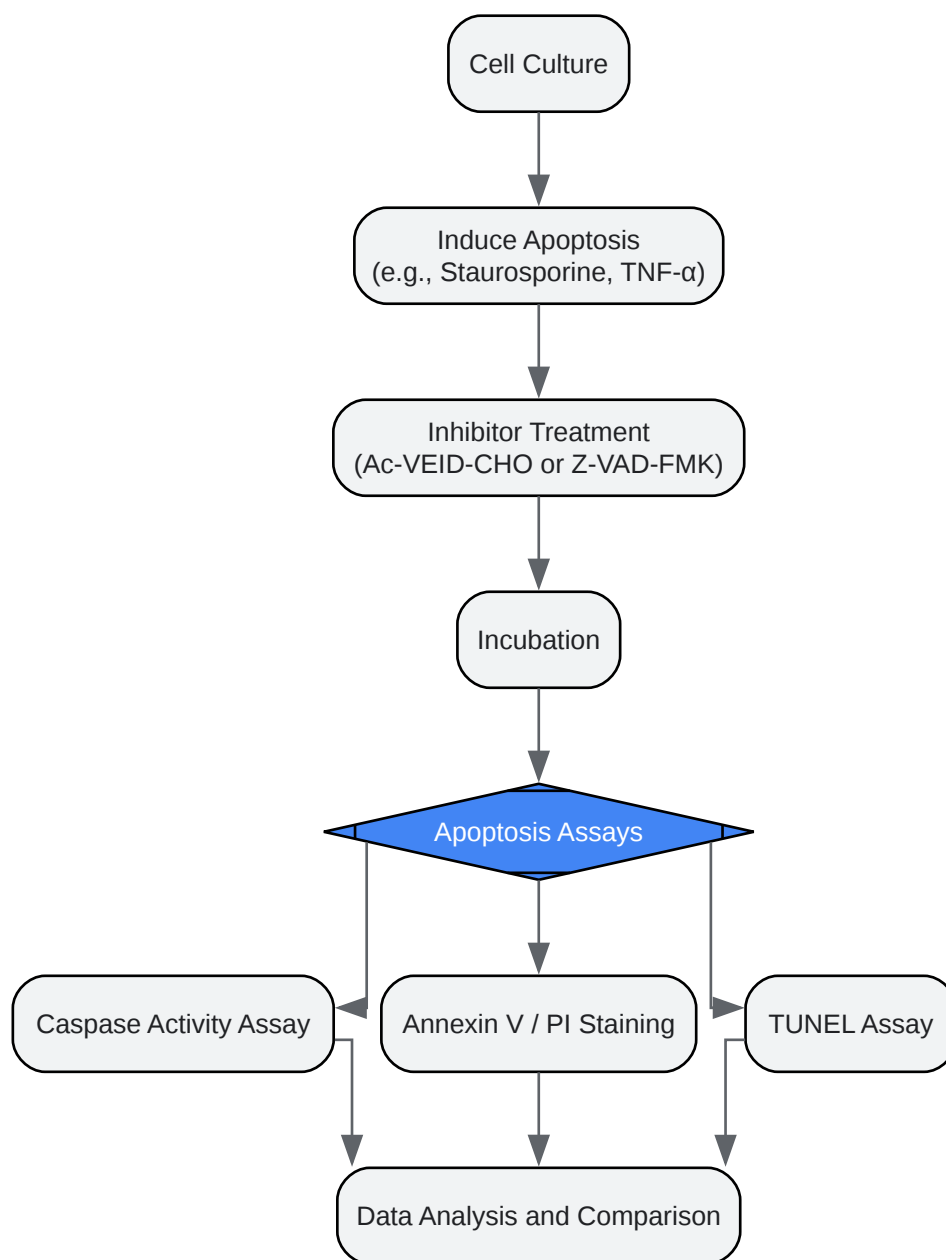 Cell Culture
Induce Apoptosis
(e.g., Staurosporine, TNF-α)
Inhibitor Treatment
(Ac-VEID-CHO or Z-VAD-FMK)
Incubation
Apoptosis Assays
Caspase Activity Assay
Annexin V / PI Staining
TUNEL Assay
Data Analysis and Comparison